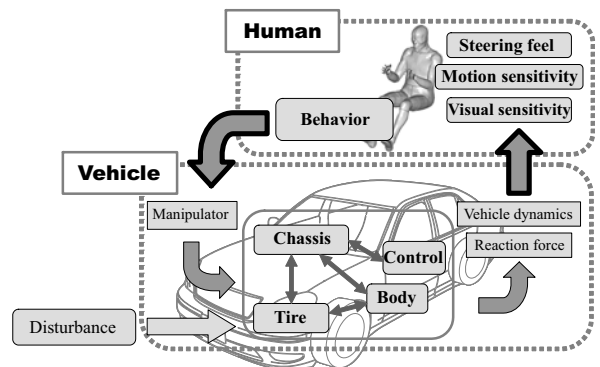 Human
Steering feel
Motion sensitivity
Visual sensitivity
Behavior
Vehicle
Manipulator
Vehicle dynamics
Reaction force
Chassis
Control
Body
Tire
Disturbance